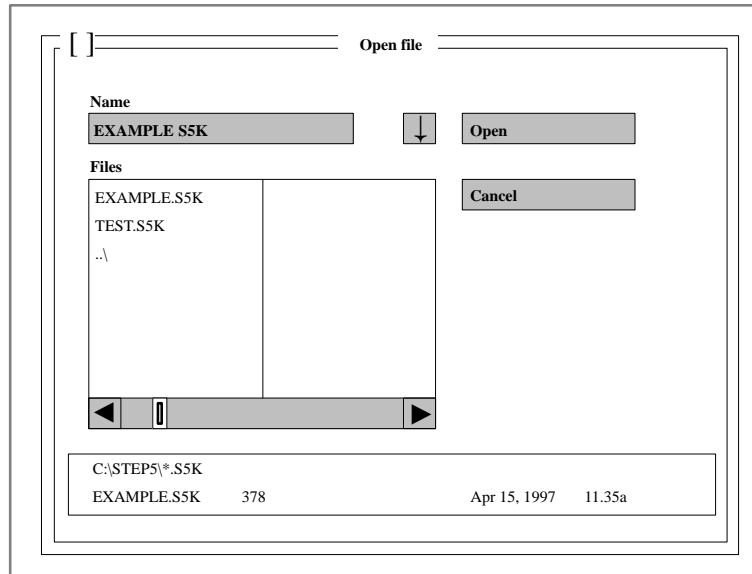 [ ] Open file
Name
EXAMPLE S5K ↓ Open
Files
Cancel
EXAMPLE.S5K
TEST.S5K
..\
C:\STEP5\*.S5K
EXAMPLE.S5K 378 Apr 15, 1997 11.35a